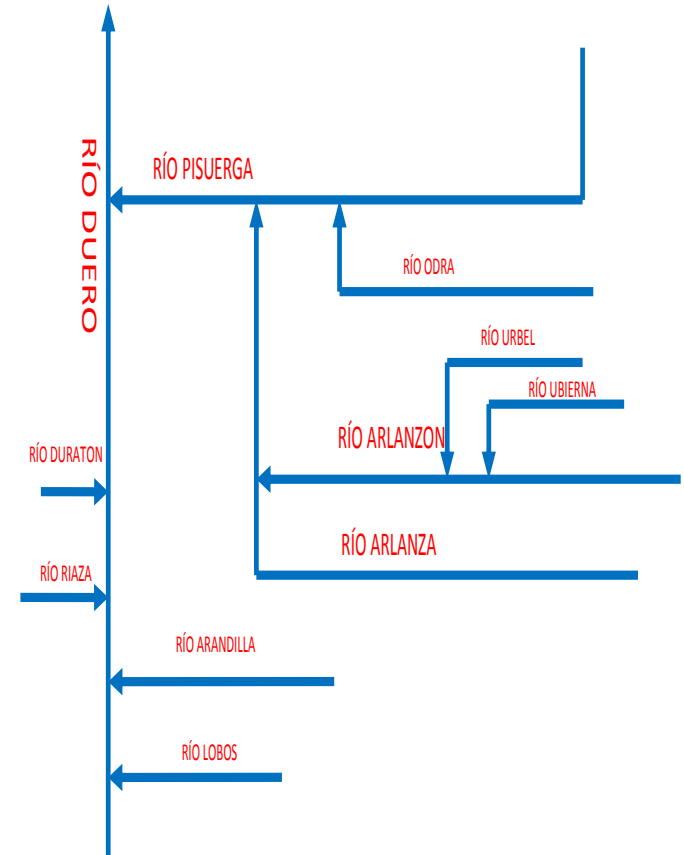 RÍO PISUERGA
RÍO DUERO
RÍO ODRA
RÍO URBEL
RÍO UBIERNA
RÍO ARLANZON
RÍO DURATON
RÍO ARLANZA
RÍO RIAZA
RÍO ARANDILLA
RÍO LOBOS